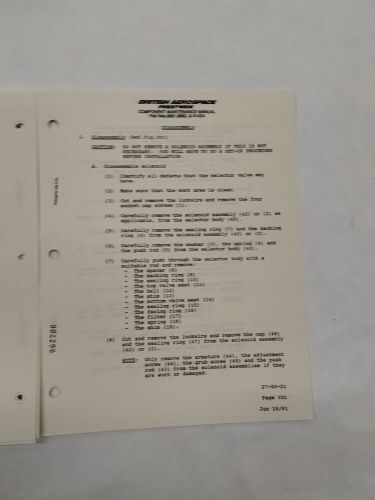 BRITISH AEROSPACE
PRESTWICK
COMPONENT MAINTENANCE MANUAL
DISASSEMBLY
1. Disassembly (Ref.Fig.
CAUTION: DO NOT REMOVE A SOLENOID ASSEMBLY IF THIS IS NOT
NECESSARY. YOU WILL HAVE TO DO A SET-UP PROCEDURE
BEFORE INSTALLATION.
A. Disassemble solenoid
(1) Identify all defects that the selector valve may
have.
(2) Make sure that the work area is clean.
(3) Cut and remove the lockwire and remove the four
socket cap screws (1).
(4) Carefully remove the solenoid assembly (42) or (2) as
applicable, from the selector body (40).
(5) Carefully remove the sealing ring (7) and the backing
ring (6) from the solenoid assembly (42) or (2).
(6) Carefully remove the washer (3), the spring (4) and
the push rod (5) from the selector body (40).
(7) Carefully push through the selector body with a
suitable rod and remove:
- The spacer (8)
- The backing ring (9)
- The sealing ring (10)
- The top valve seat (11)
- The ball (12)
- The shim (13)
- The bottom valve seat (14)
- The sealing ring (15)
- The facing ring (16)
- The filter (17)
- The spring (18)
- The shim (19).
(8) Cut and remove the lockwire and remove the cap (48)
and the sealing ring (47) from the solenoid assembly
(42) or (2).
NOTE: Only remove the armature (44), the adjustment
screw (46), the grub screw (45) and the push
rod (43) from the solenoid assemblies if they
are worn or damaged.
27-50-21
Page 301
Jun 15/91
002700